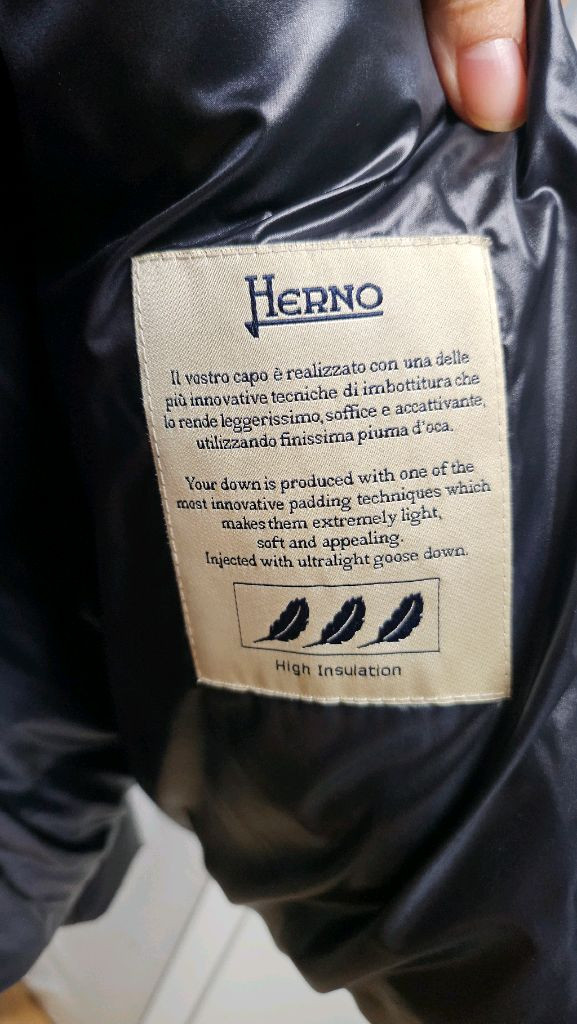 HERNO
Il vostro capo è realizzato con una delle
più innovative tecniche di imbottitura che
lo rende leggerissimo, soffice e accattivante,
utilizzando finissima piuma d'oca.
Your down is produced with one of the
most innovative padding techniques which
makes them extremely light,
soft and appealing.
Injected with ultralight goose down.
High Insulation